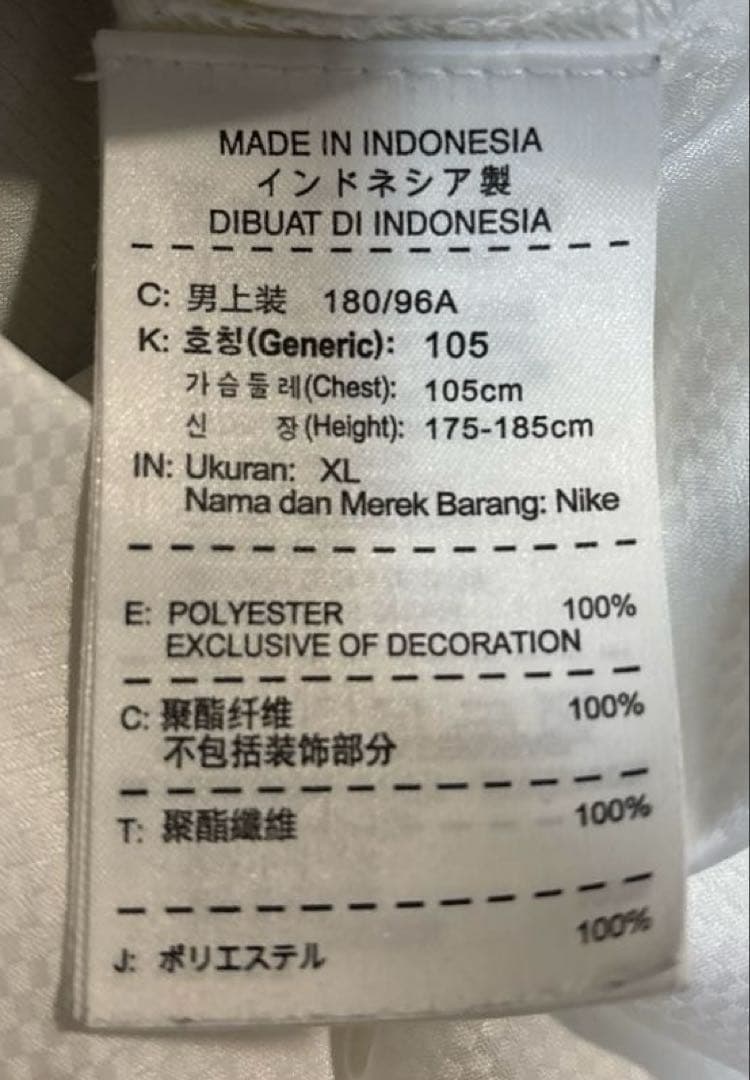 MADE IN INDONESIA
インドネシア製
DIBUAT DI INDONESIA
C: 男上装 180/96A
K: 호칭(Generic): 105
가슴둘레(Chest): 105cm
신 장(Height): 175-185cm
IN: Ukuran: XL
Nama dan Merek Barang: Nike
E: POLYESTER 100%
EXCLUSIVE OF DECORATION
C: 聚酯纤维 100%
不包括装饰部分
T: 聚酯纖維 100%
J: ポリエステル 100%